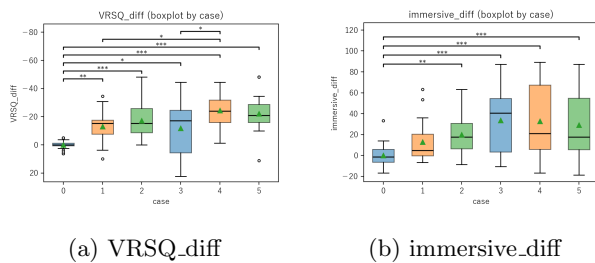 VRSQ_diff (boxplot by case)
VRSQ_diff
−80
−60
−40
−20
0
20
*
*
***
***
*
***
**
0 1 2 3 4 5
case
(a) VRSQ_diff
immersive_diff (boxplot by case)
immersive_diff
120
100
80
60
40
20
0
−20
***
***
***
**
0 1 2 3 4 5
case
(b) immersive_diff